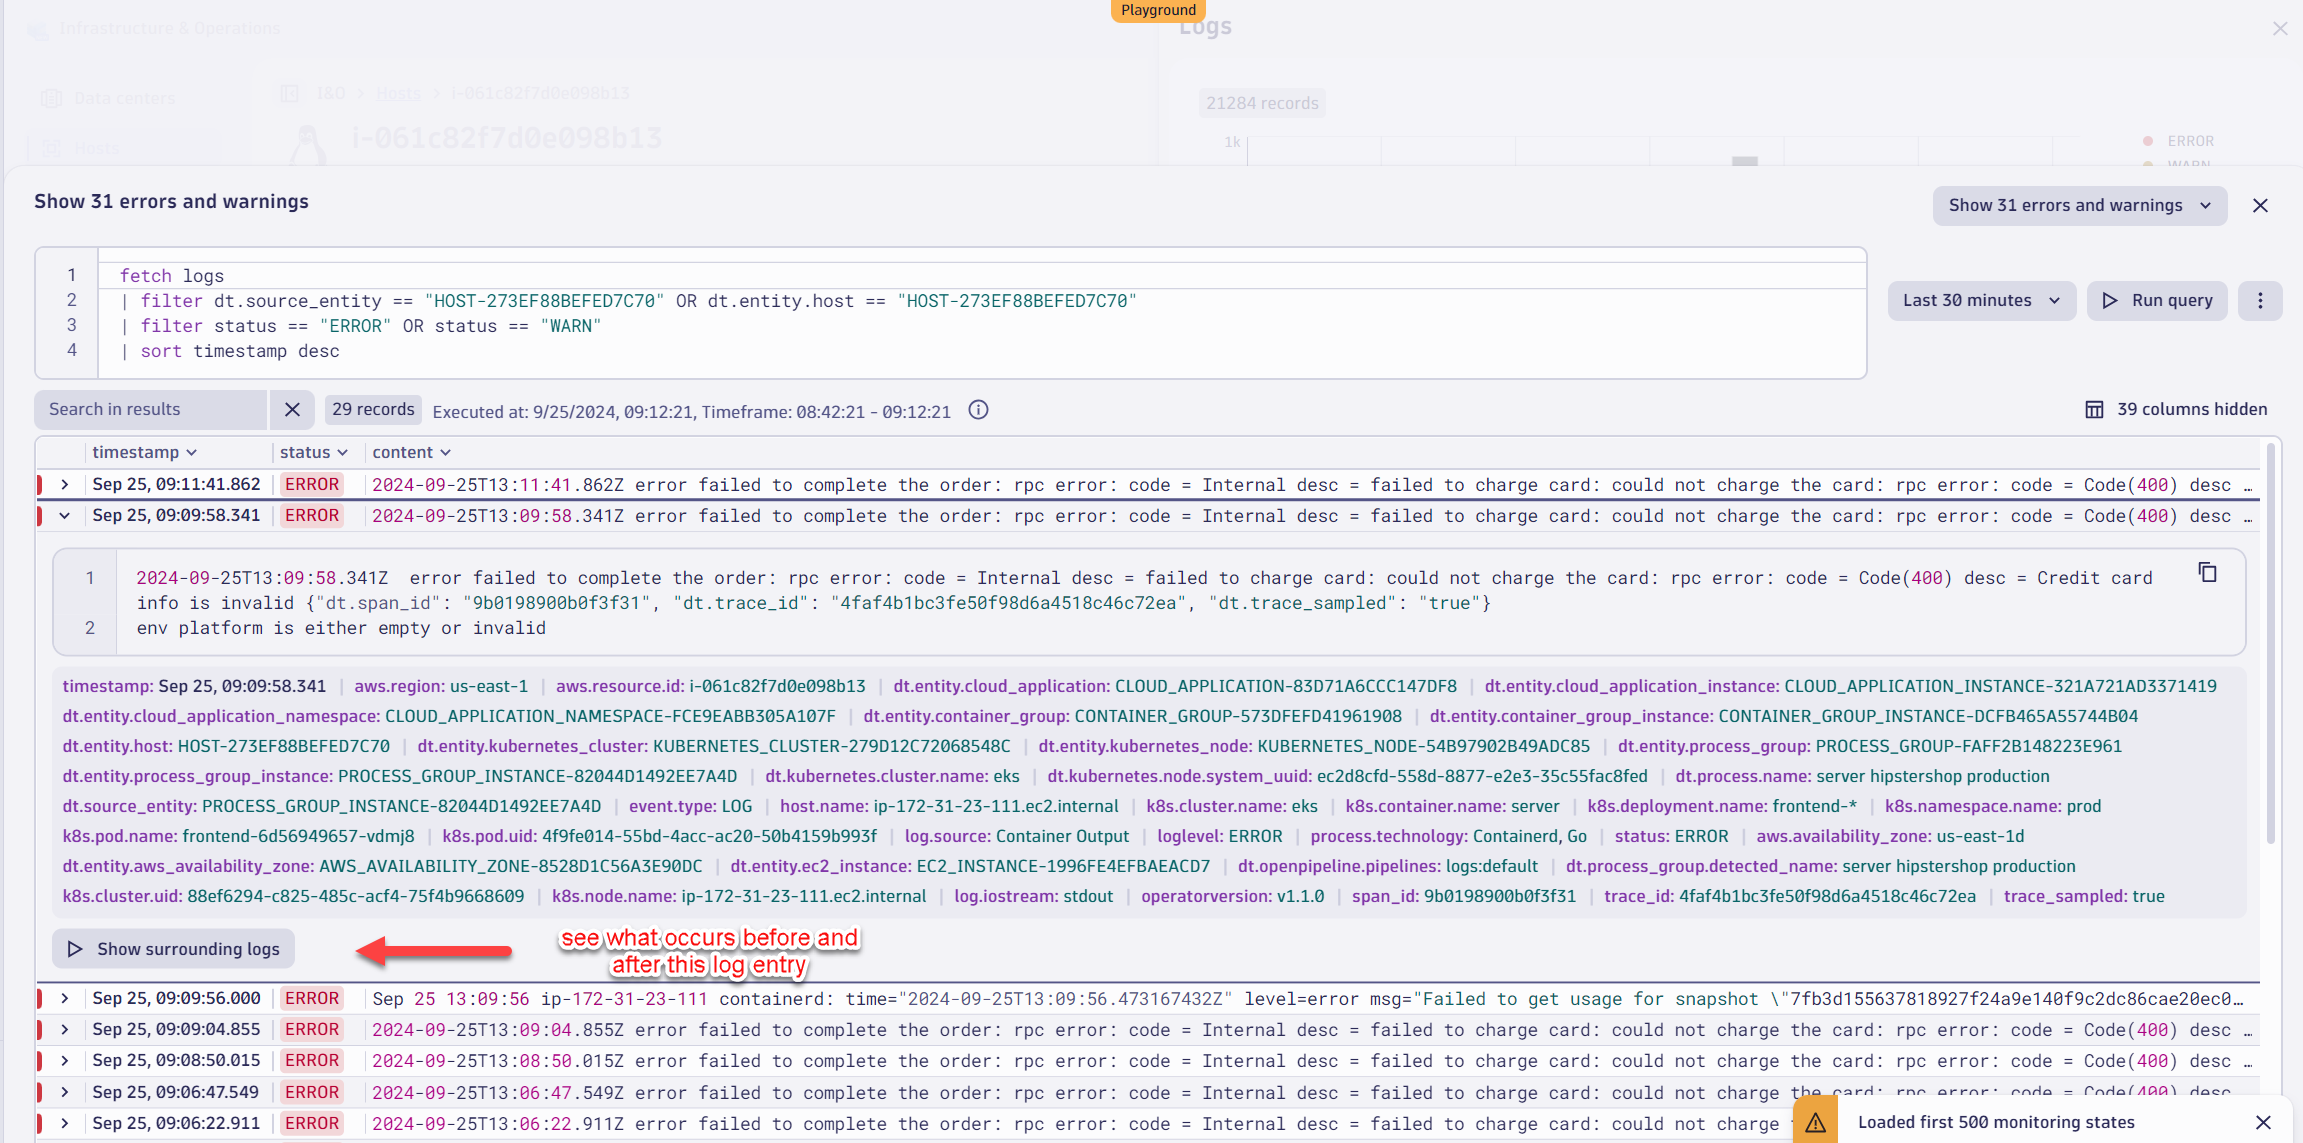 Playground
Infrastructure & Operations
Logs
Data centers
I&O > Hosts > i-061c82f7d0e098b13
21284 records
Hosts
i-061c82f7d0e098b13
1k
ERROR
WARN
Show 31 errors and warnings
Show 31 errors and warnings
1 fetch logs
2 | filter dt.source_entity == "HOST-273EF88BEFED7C70" OR dt.entity.host == "HOST-273EF88BEFED7C70"
3 | filter status == "ERROR" OR status == "WARN"
4 | sort timestamp desc
Last 30 minutes
Run query
Search in results
29 records
Executed at: 9/25/2024, 09:12:21, Timeframe: 08:42:21 - 09:12:21
39 columns hidden
timestamp status content
Sep 25, 09:11:41.862 ERROR 2024-09-25T13:11:41.862Z error failed to complete the order: rpc error: code = Internal desc = failed to charge card: could not charge the card: rpc error: code = Code(400) desc …
Sep 25, 09:09:58.341 ERROR 2024-09-25T13:09:58.341Z error failed to complete the order: rpc error: code = Internal desc = failed to charge card: could not charge the card: rpc error: code = Code(400) desc …
1 2024-09-25T13:09:58.341Z  error failed to complete the order: rpc error: code = Internal desc = failed to charge card: could not charge the card: rpc error: code = Code(400) desc = Credit card
info is invalid {"dt.span_id": "9b0198900b0f3f31", "dt.trace_id": "4faf4b1bc3fe50f98d6a4518c46c72ea", "dt.trace_sampled": "true"}
2 env platform is either empty or invalid
timestamp: Sep 25, 09:09:58.341 | aws.region: us-east-1 | aws.resource.id: i-061c82f7d0e098b13 | dt.entity.cloud_application: CLOUD_APPLICATION-83D71A6CCC147DF8 | dt.entity.cloud_application_instance: CLOUD_APPLICATION_INSTANCE-321A721AD3371419
dt.entity.cloud_application_namespace: CLOUD_APPLICATION_NAMESPACE-FCE9EABB305A107F | dt.entity.container_group: CONTAINER_GROUP-573DFEFD41961908 | dt.entity.container_group_instance: CONTAINER_GROUP_INSTANCE-DCFB465A55744B04
dt.entity.host: HOST-273EF88BEFED7C70 | dt.entity.kubernetes_cluster: KUBERNETES_CLUSTER-279D12C72068548C | dt.entity.kubernetes_node: KUBERNETES_NODE-54B97902B49ADC85 | dt.entity.process_group: PROCESS_GROUP-FAFF2B148223E961
dt.entity.process_group_instance: PROCESS_GROUP_INSTANCE-82044D1492EE7A4D | dt.kubernetes.cluster.name: eks | dt.kubernetes.node.system_uuid: ec2d8cfd-558d-8877-e2e3-35c55fac8fed | dt.process.name: server hipstershop production
dt.source_entity: PROCESS_GROUP_INSTANCE-82044D1492EE7A4D | event.type: LOG | host.name: ip-172-31-23-111.ec2.internal | k8s.cluster.name: eks | k8s.container.name: server | k8s.deployment.name: frontend-* | k8s.namespace.name: prod
k8s.pod.name: frontend-6d56949657-vdmj8 | k8s.pod.uid: 4f9fe014-55bd-4acc-ac20-50b4159b993f | log.source: Container Output | loglevel: ERROR | process.technology: Containerd, Go | status: ERROR | aws.availability_zone: us-east-1d
dt.entity.aws_availability_zone: AWS_AVAILABILITY_ZONE-8528D1C56A3E90DC | dt.entity.ec2_instance: EC2_INSTANCE-1996FE4EFBAEACD7 | dt.openpipeline.pipelines: logs:default | dt.process_group.detected_name: server hipstershop production
k8s.cluster.uid: 88ef6294-c825-485c-acf4-75f4b9668609 | k8s.node.name: ip-172-31-23-111.ec2.internal | log.iostream: stdout | operatorversion: v1.1.0 | span_id: 9b0198900b0f3f31 | trace_id: 4faf4b1bc3fe50f98d6a4518c46c72ea | trace_sampled: true
Show surrounding logs
see what occurs before and
after this log entry
Sep 25, 09:09:56.000 ERROR Sep 25 13:09:56 ip-172-31-23-111 containerd: time="2024-09-25T13:09:56.473167432Z" level=error msg="Failed to get usage for snapshot \"7fb3d155637818927f24a9e140f9c2dc86cae20ec0…
Sep 25, 09:09:04.855 ERROR 2024-09-25T13:09:04.855Z error failed to complete the order: rpc error: code = Internal desc = failed to charge card: could not charge the card: rpc error: code = Code(400) desc …
Sep 25, 09:08:50.015 ERROR 2024-09-25T13:08:50.015Z error failed to complete the order: rpc error: code = Internal desc = failed to charge card: could not charge the card: rpc error: code = Code(400) desc …
Sep 25, 09:06:47.549 ERROR 2024-09-25T13:06:47.549Z error failed to complete the order: rpc error: code = Internal desc = failed to charge card: could not charge the card: rpc error: code = Code(400) desc …
Sep 25, 09:06:22.911 ERROR 2024-09-25T13:06:22.911Z error failed to complete the order: rpc error: code = Internal desc = failed to charge card: could not charge
Loaded first 500 monitoring states